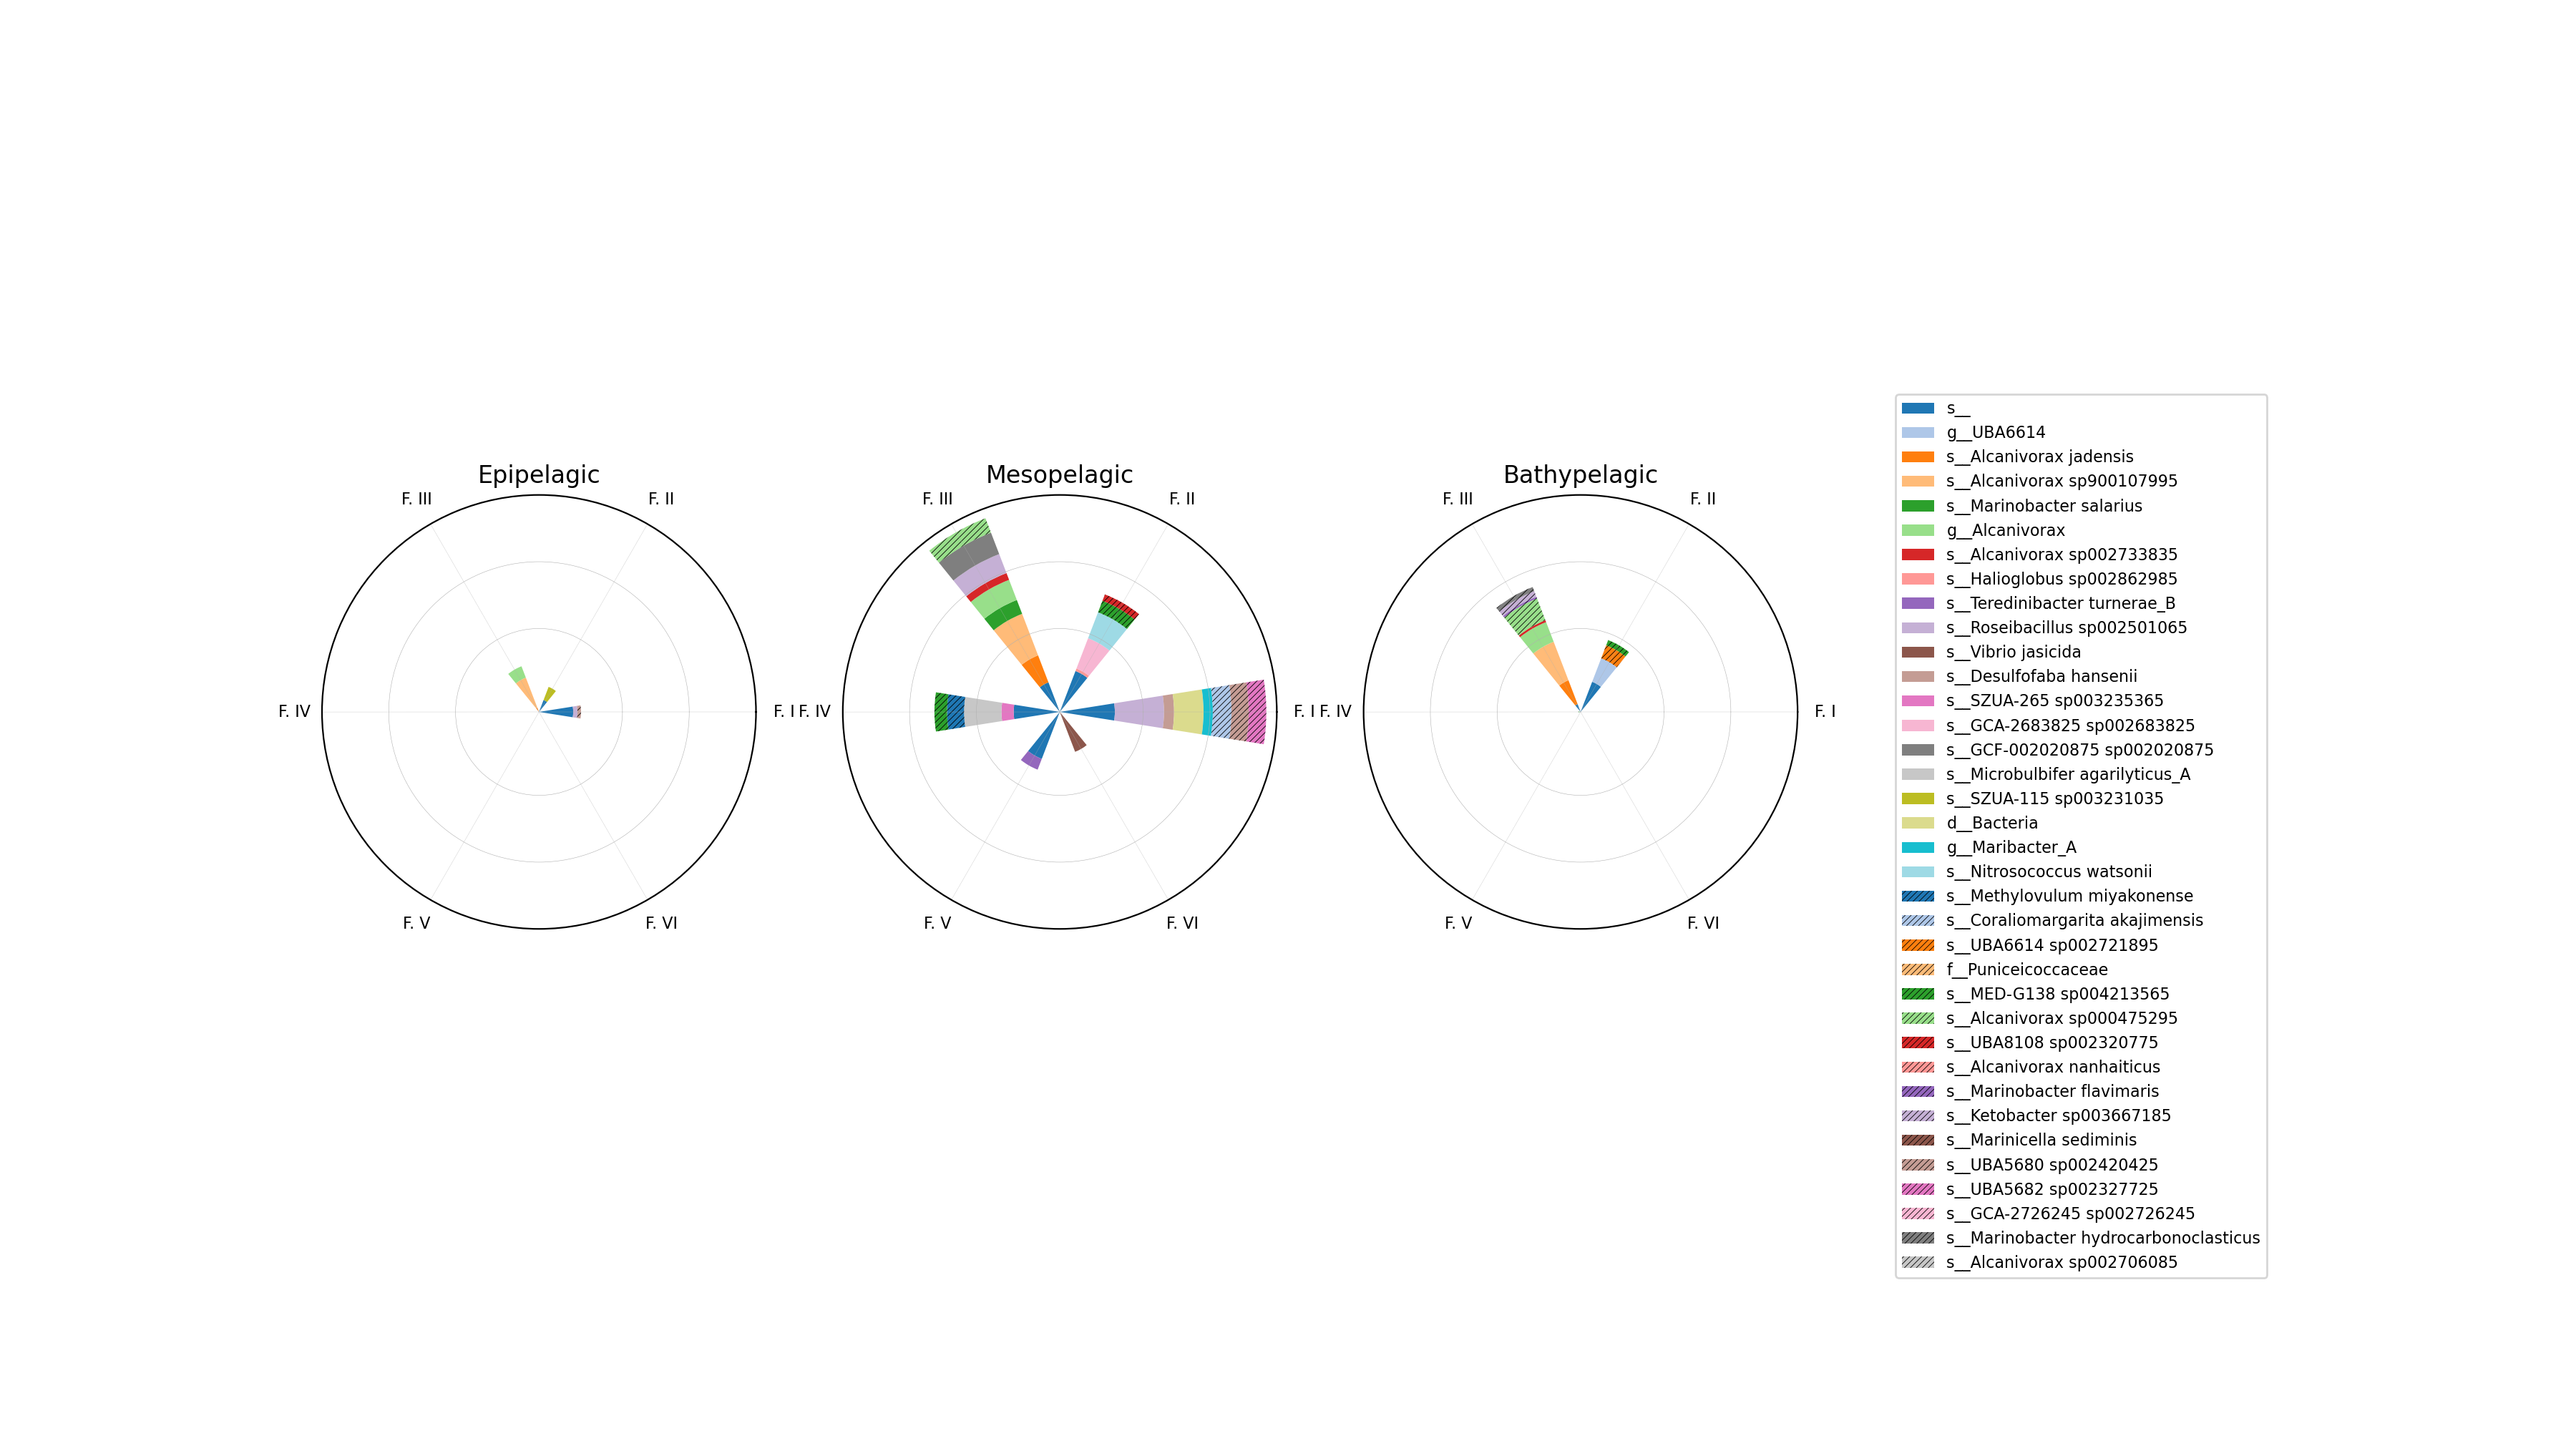 Epipelagic
F. III
F. II
F. IV
F. I
F. V
F. VI
Mesopelagic
F. III
F. II
F. IV
F. I
F. V
F. VI
Bathypelagic
F. III
F. II
F. IV
F. I
F. V
F. VI
s__
g__UBA6614
s__Alcanivorax jadensis
s__Alcanivorax sp900107995
s__Marinobacter salarius
g__Alcanivorax
s__Alcanivorax sp002733835
s__Halioglobus sp002862985
s__Teredinibacter turnerae_B
s__Roseibacillus sp002501065
s__Vibrio jasicida
s__Desulfofaba hansenii
s__SZUA-265 sp003235365
s__GCA-2683825 sp002683825
s__GCF-002020875 sp002020875
s__Microbulbifer agarilyticus_A
s__SZUA-115 sp003231035
d__Bacteria
g__Maribacter_A
s__Nitrosococcus watsonii
s__Methylovulum miyakonense
s__Coraliomargarita akajimensis
s__UBA6614 sp002721895
f__Puniceicoccaceae
s__MED-G138 sp004213565
s__Alcanivorax sp000475295
s__UBA8108 sp002320775
s__Alcanivorax nanhaiticus
s__Marinobacter flavimaris
s__Ketobacter sp003667185
s__Marinicella sediminis
s__UBA5680 sp002420425
s__UBA5682 sp002327725
s__GCA-2726245 sp002726245
s__Marinobacter hydrocarbonoclasticus
s__Alcanivorax sp002706085